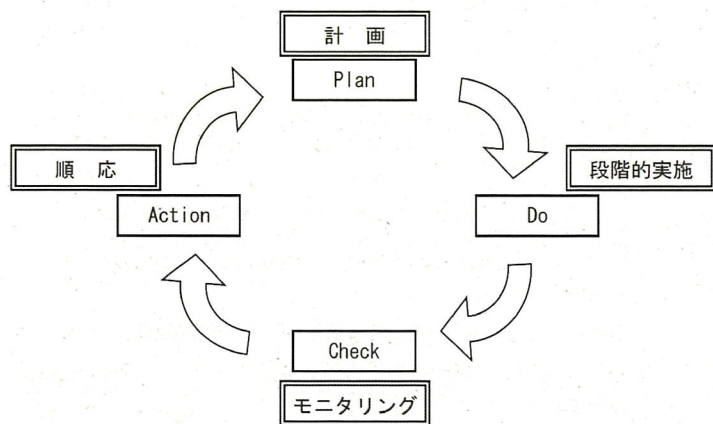 計 画
Plan
順 応
段階的実施
Action
Do
Check
モニタリング